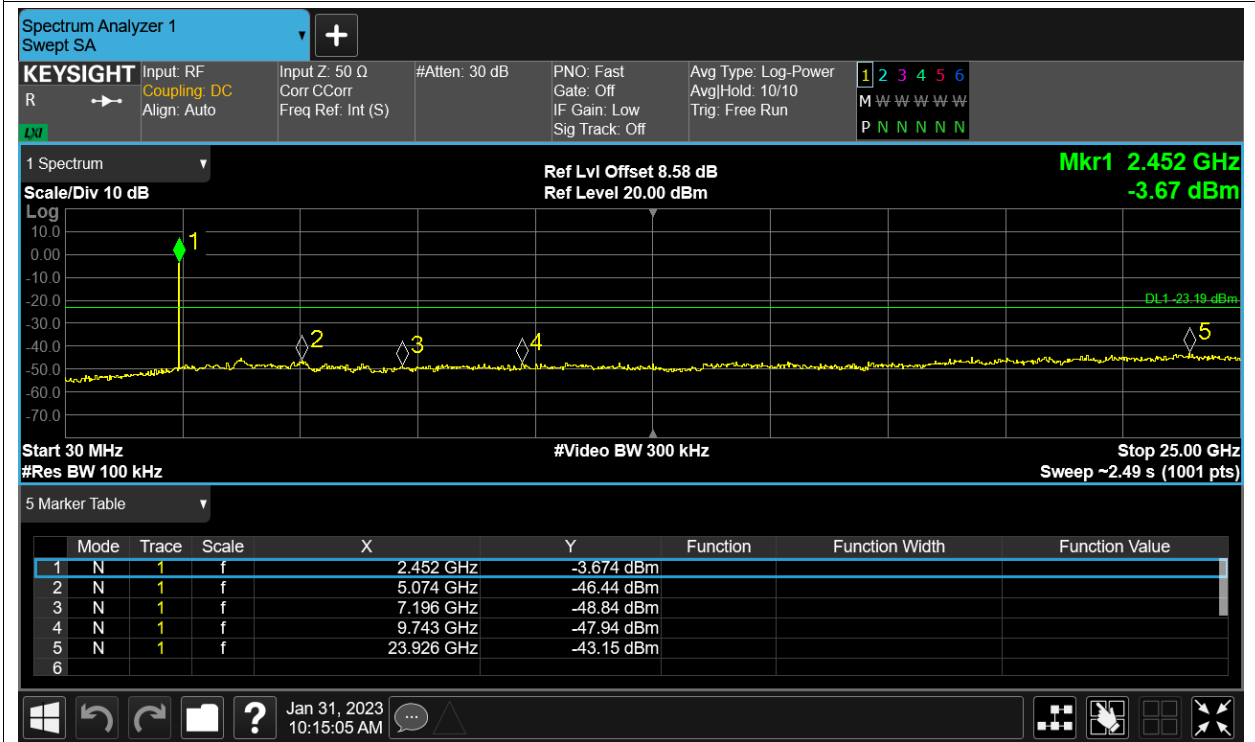 Spectrum Analyzer 1
Swept SA
+
KEYSIGHT
R
LXI
Input: RF
Coupling: DC
Align: Auto
Input Z: 50 Ω
Corr CCorr
Freq Ref: Int (S)
#Atten: 30 dB
PNO: Fast
Gate: Off
IF Gain: Low
Sig Track: Off
Avg Type: Log-Power
Avg|Hold: 10/10
Trig: Free Run
1 2 3 4 5 6
M W W W W W
P N N N N N
1 Spectrum
Scale/Div 10 dB
Ref Lvl Offset 8.58 dB
Ref Level 20.00 dBm
Mkr1 2.452 GHz
-3.67 dBm
Log
10.0
0.00
-10.0
-20.0
-30.0
-40.0
-50.0
-60.0
-70.0
1
2
3
4
5
DL1 -23.19 dBm
Start 30 MHz
#Video BW 300 kHz
Stop 25.00 GHz
#Res BW 100 kHz
Sweep ~2.49 s (1001 pts)
5 Marker Table
Mode Trace Scale X Y Function Function Width Function Value
1 N 1 f 2.452 GHz -3.674 dBm
2 N 1 f 5.074 GHz -46.44 dBm
3 N 1 f 7.196 GHz -48.84 dBm
4 N 1 f 9.743 GHz -47.94 dBm
5 N 1 f 23.926 GHz -43.15 dBm
6
?
Jan 31, 2023
10:15:05 AM